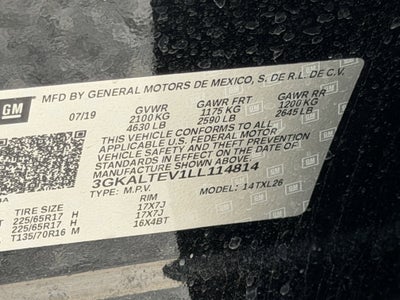 GM
MFD BY GENERAL MOTORS DE MEXICO, S. DE R.L. DE C.V.
07/19 GVWR GAWR FRT GAWR RR
2100 KG 1175 KG 1200 KG
4630 LB 2590 LB 2645 LB
THIS VEHICLE CONFORMS TO ALL
APPLICABLE U.S. FEDERAL MOTOR
VEHICLE SAFETY
STANDARDS IN EFFECT ON THE DATE OF
MANUFACTURE SHOWN ABOVE.
3GKALTEV1LL114814
TYPE: M.P.V. MODEL: 14TXL26
TIRE SIZE RIM
225/65R17 H 17X7J
225/65R17 H 17X7J
T135/70R16 M 16X4BT